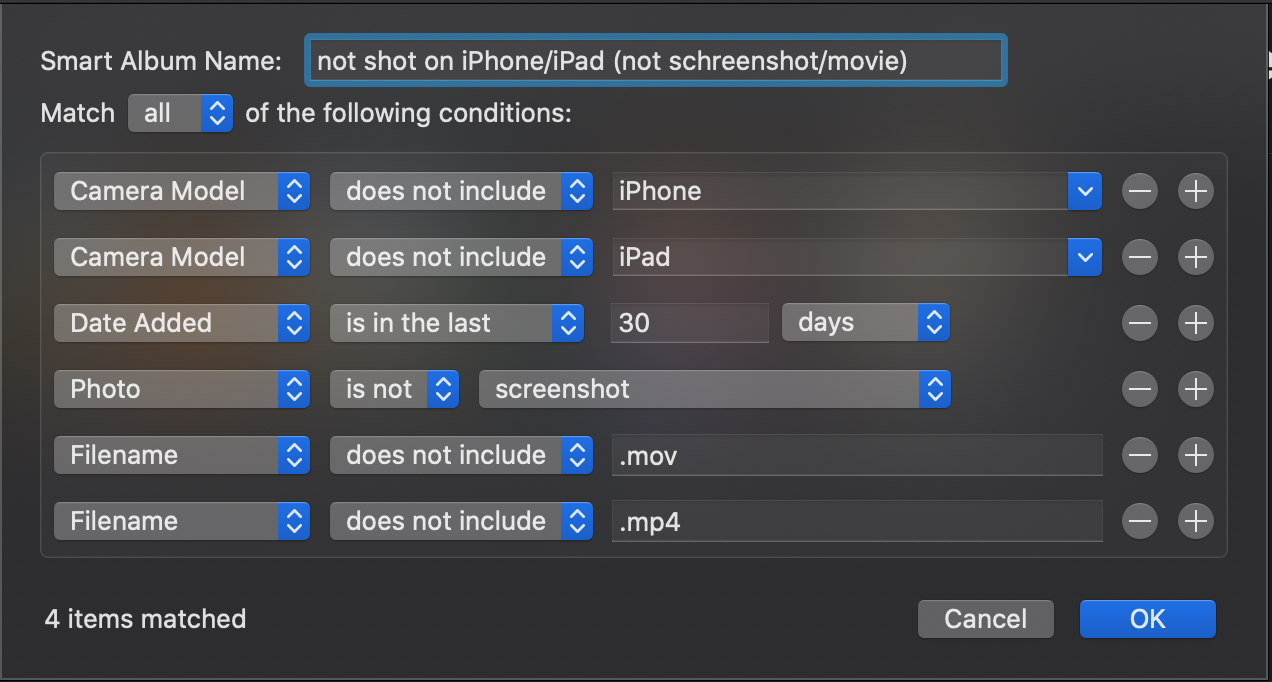 Smart Album Name: not shot on iPhone/iPad (not schreenshot/movie)
Match all of the following conditions:
Camera Model does not include iPhone
Camera Model does not include iPad
Date Added is in the last 30 days
Photo is not screenshot
Filename does not include .mov
Filename does not include .mp4
4 items matched Cancel OK